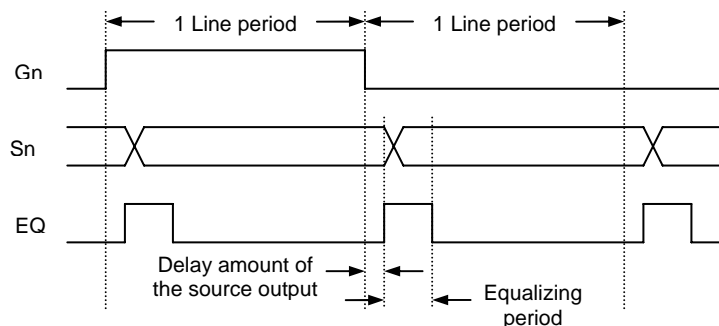 1 Line period
1 Line period
Gn
Sn
EQ
Delay amount of
the source output
Equalizing
period